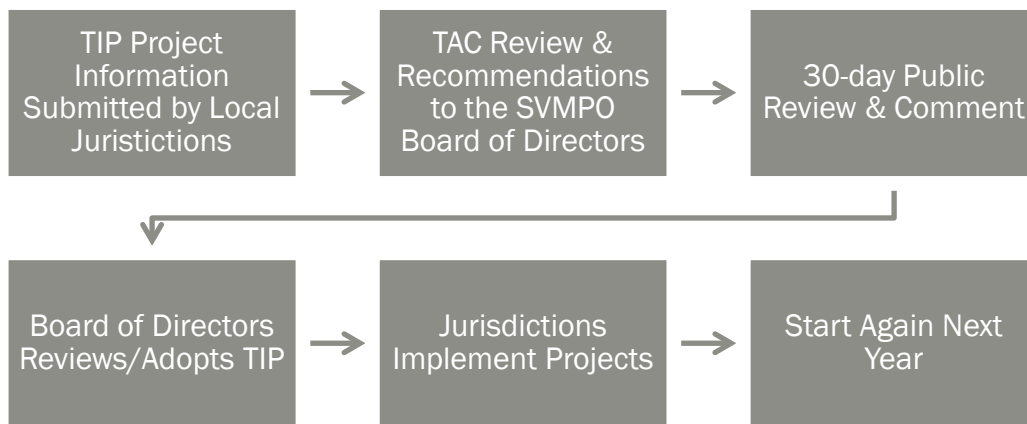 TIP Project
Information
Submitted by Local
Juristictions
TAC Review &
Recommendations
to the SVMPO
Board of Directors
30-day Public
Review & Comment
Board of Directors
Reviews/Adopts TIP
Jurisdictions
Implement Projects
Start Again Next
Year